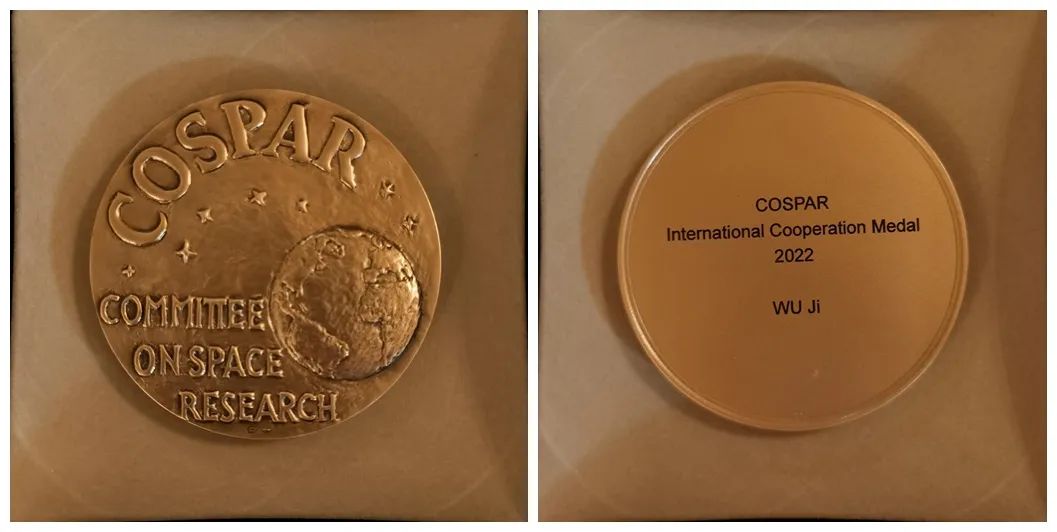 COSPAR
COMMITTEE
ON SPACE
RESEARCH
COSPAR
International Cooperation Medal
2022
WU Ji